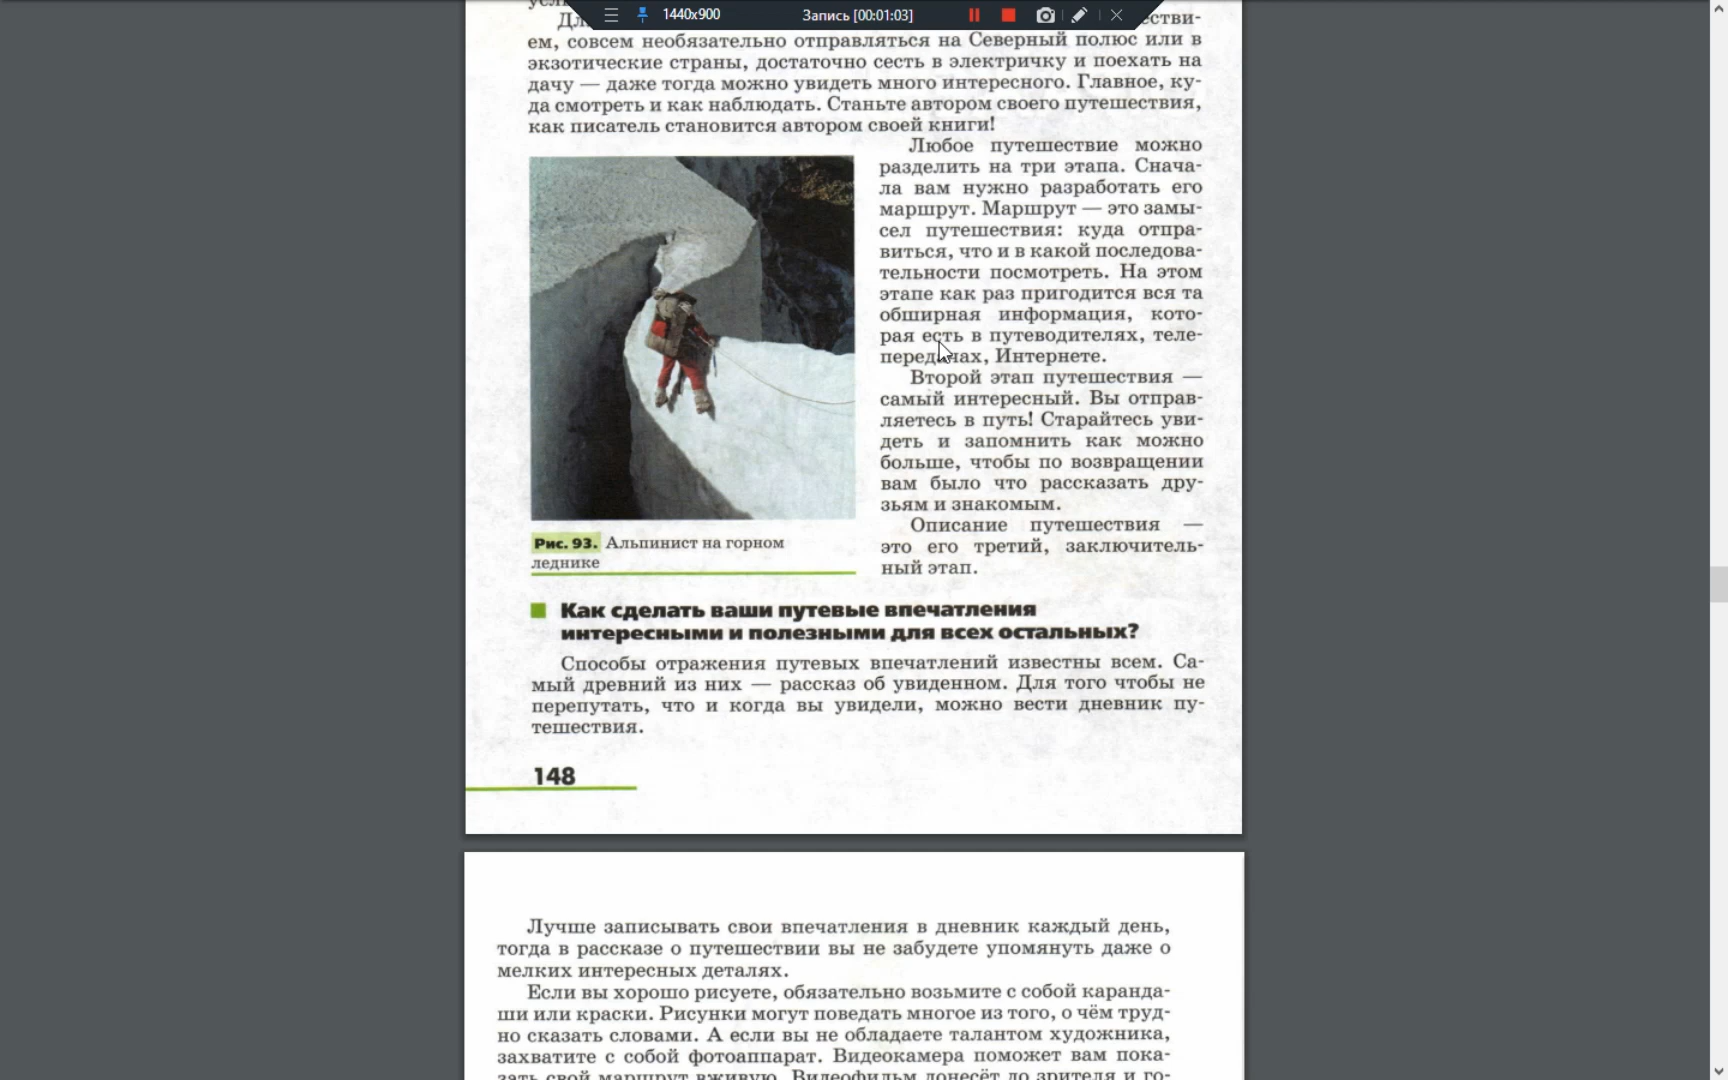 1440x900
Запись [00:01:03]
ем, совсем необязательно отправляться на Северный полюс или в
экзотические страны, достаточно сесть в электричку и поехать на
дачу — даже тогда можно увидеть много интересного. Главное, ку-
да смотреть и как наблюдать. Станьте автором своего путешествия,
как писатель становится автором своей книги!
Любое путешествие можно
разделить на три этапа. Снача-
ла вам нужно разработать его
маршрут. Маршрут — это замы-
сел путешествия: куда отпра-
виться, что и в какой последова-
тельности посмотреть. На этом
этапе как раз пригодится вся та
обширная информация, кото-
рая есть в путеводителях, теле-
передачах, Интернете.
Второй этап путешествия —
самый интересный. Вы отправ-
ляетесь в путь! Старайтесь уви-
деть и запомнить как можно
больше, чтобы по возвращении
вам было что рассказать дру-
зьям и знакомым.
Описание путешествия —
это его третий, заключитель-
ный этап.
Рис. 93. Альпинист на горном
леднике
Как сделать ваши путевые впечатления
интересными и полезными для всех остальных?
Способы отражения путевых впечатлений известны всем. Са-
мый древний из них — рассказ об увиденном. Для того чтобы не
перепутать, что и когда вы увидели, можно вести дневник пу-
тешествия.
148
Лучше записывать свои впечатления в дневник каждый день,
тогда в рассказе о путешествии вы не забудете упомянуть даже о
мелких интересных деталях.
Если вы хорошо рисуете, обязательно возьмите с собой каранда-
ши или краски. Рисунки могут поведать многое из того, о чём труд-
но сказать словами. А если вы не обладаете талантом художника,
захватите с собой фотоаппарат. Видеокамера поможет вам пока-
зать свой маршрут вживую. Видеофильм донесёт до зрителя и го-